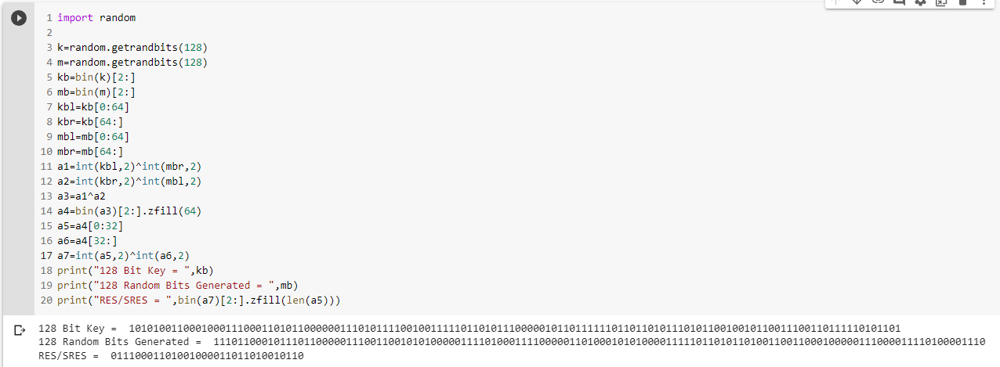 1 import random
2
3 k=random.getrandbits(128)
4 m=random.getrandbits(128)
5 kb=bin(k)[2:]
6 mb=bin(m)[2:]
7 kbl=kb[0:64]
8 kbr=kb[64:]
9 mbl=mb[0:64]
10 mbr=mb[64:]
11 a1=int(kbl,2)^int(mbr,2)
12 a2=int(kbr,2)^int(mbl,2)
13 a3=a1^a2
14 a4=bin(a3)[2:].zfill(64)
15 a5=a4[0:32]
16 a6=a4[32:]
17 a7=int(a5,2)^int(a6,2)
18 print("128 Bit Key = ",kb)
19 print("128 Random Bits Generated = ",mb)
20 print("RES/SRES = ",bin(a7)[2:].zfill(len(a5)))
128 Bit Key =
128 Random Bits Generated =
RES/SRES = 01110001101001000011011010010110